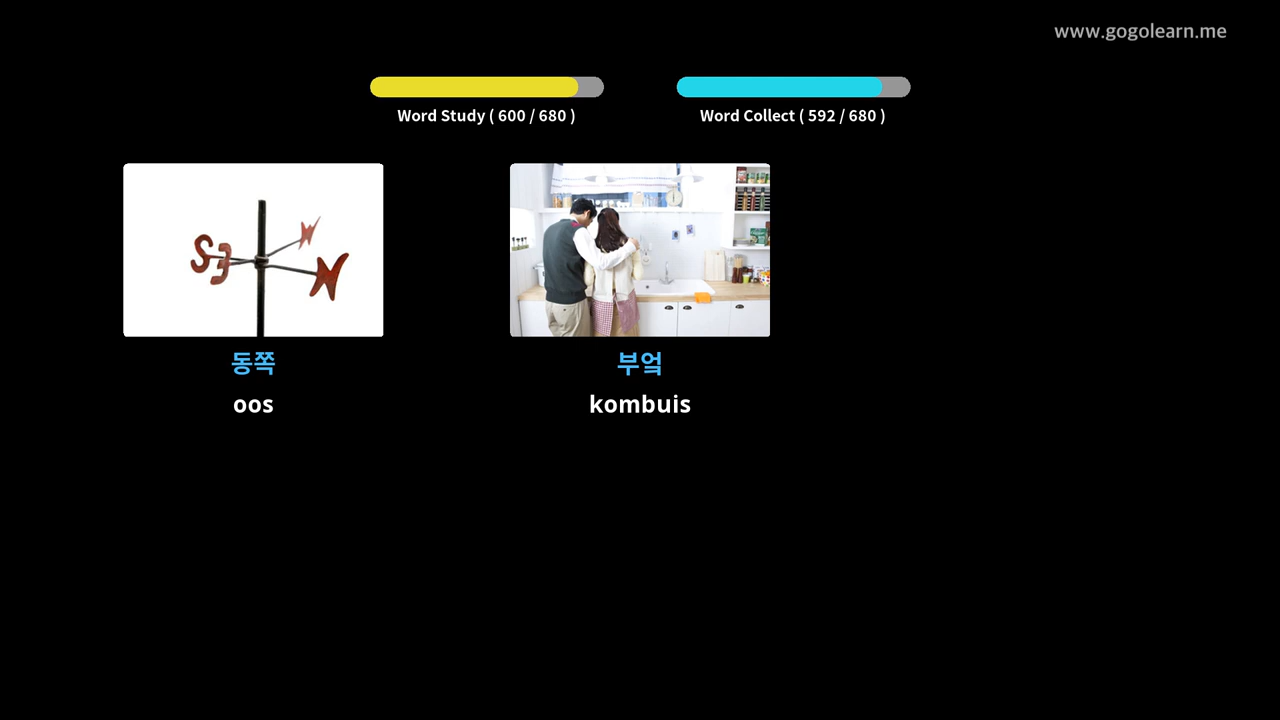 www.gogolearn.me
Word Study ( 600 / 680 )
Word Collect ( 592 / 680 )
S E N
동쪽
부엌
oos
kombuis